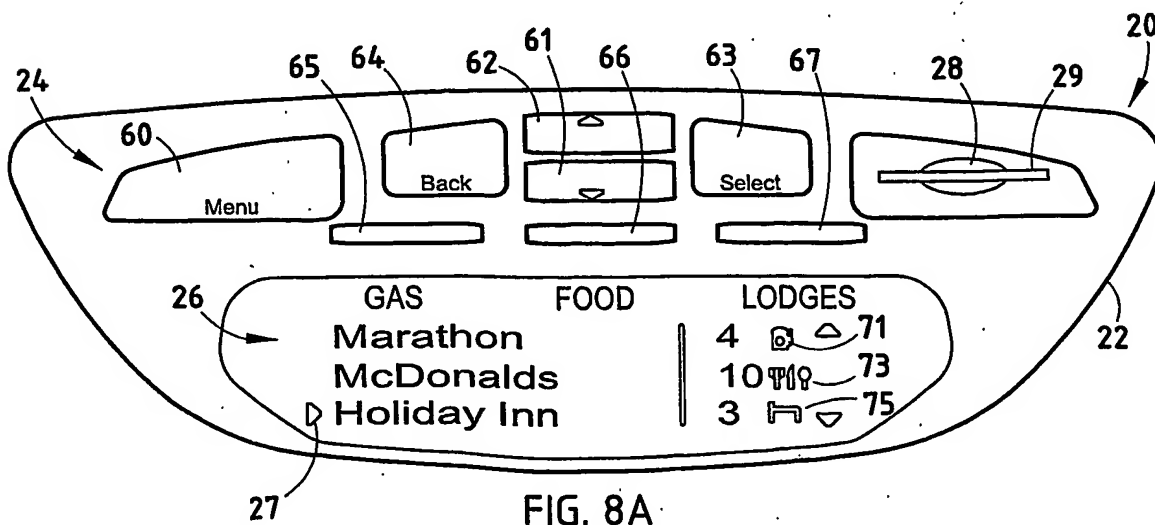 20
61
64 62 66 63 67 28 29
65
24
60
Back Select
Menu
GAS FOOD LODGES
26
Marathon 4 71
22
McDonalds 10 73
Holiday Inn 3 75
27
FIG. 8A